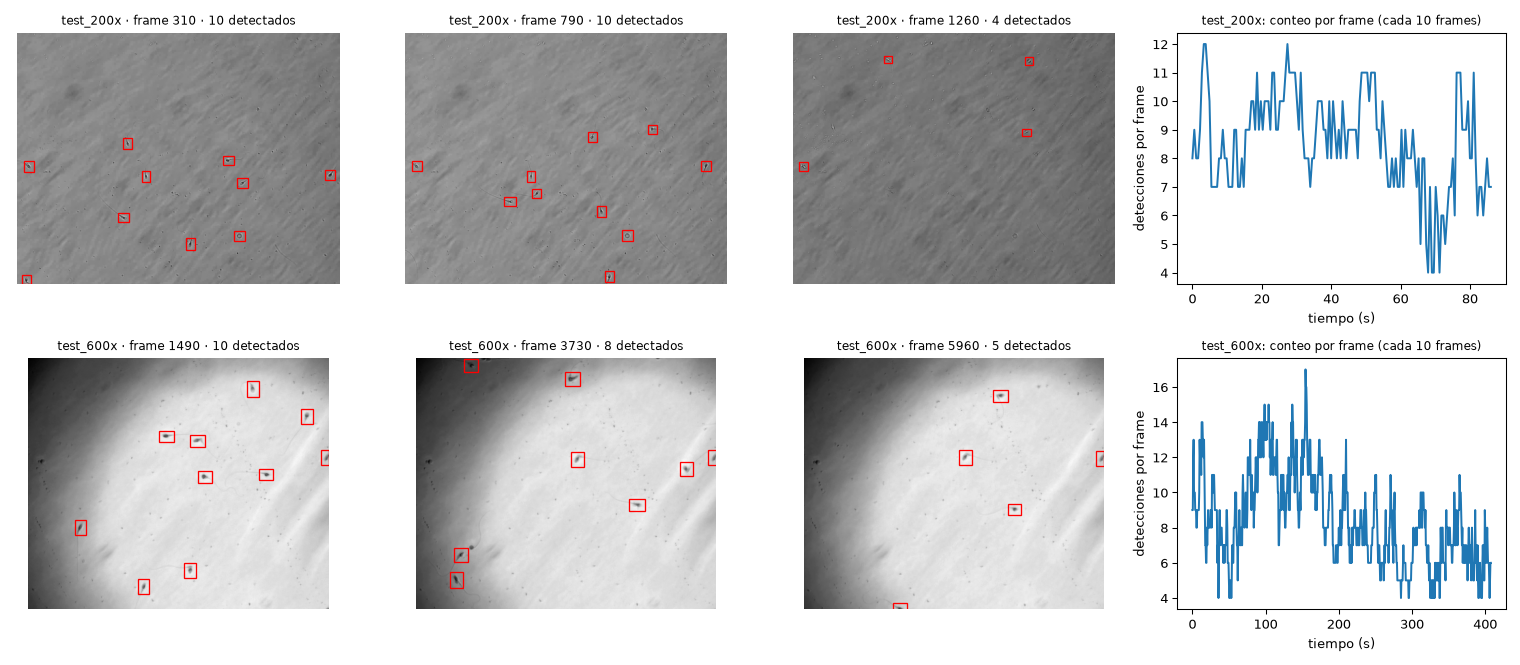 test_200x · frame 310 · 10 detectados
test_200x · frame 790 · 10 detectados
test_200x · frame 1260 · 4 detectados
test_200x: conteo por frame (cada 10 frames)
detecciones por frame
12
11
10
9
8
7
6
5
4
0 20 40 60 80
tiempo (s)
test_600x · frame 1490 · 10 detectados
test_600x · frame 3730 · 8 detectados
test_600x · frame 5960 · 5 detectados
test_600x: conteo por frame (cada 10 frames)
detecciones por frame
16
14
12
10
8
6
4
0 100 200 300 400
tiempo (s)